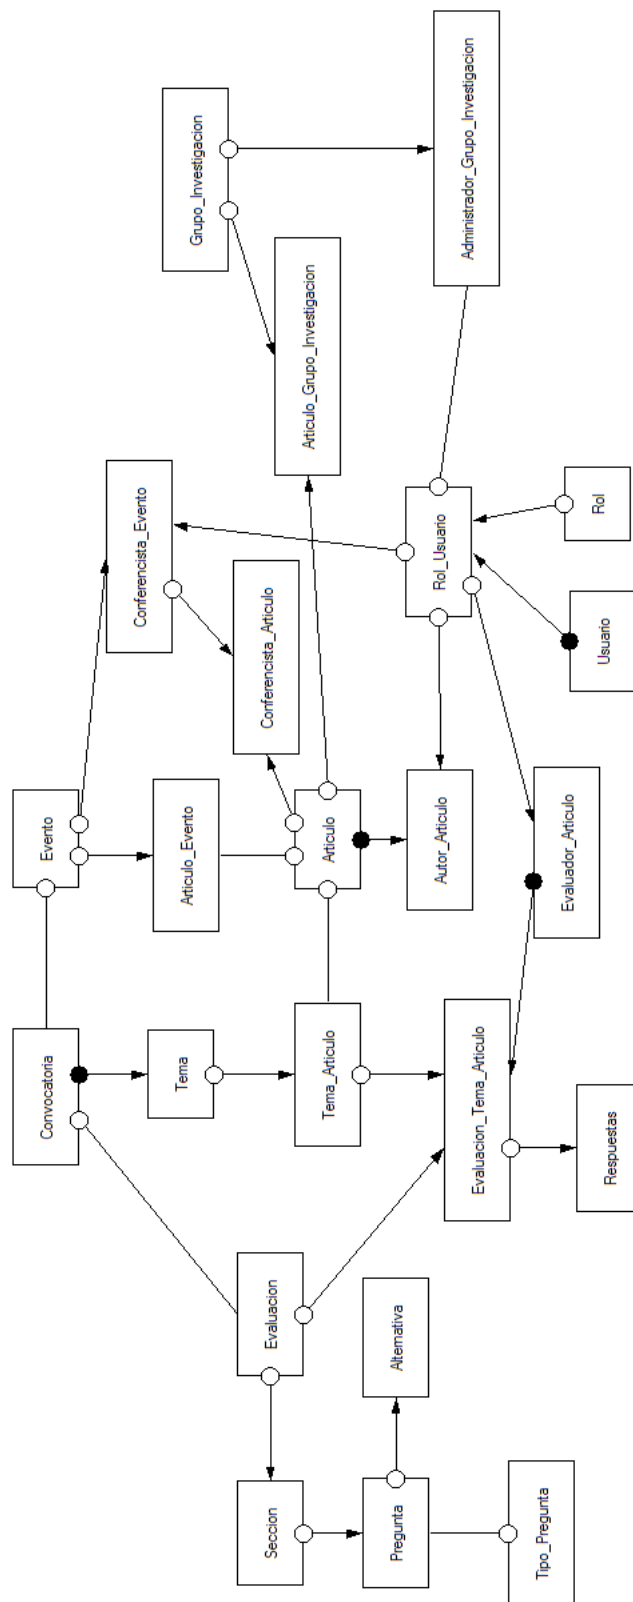 Convocatoria
Evento
Conferencista_Evento
Tema
Articulo_Evento
Grupo_Investigacion
Seccion
Evaluacion
Conferencista_Articulo
Tema_Articulo
Articulo
Articulo_Grupo_Investigacion
Pregunta
Alternativa
Autor_Articulo
Rol_Usuario
Administrador_Grupo_Investigacion
Evaluacion_Tema_Articulo
Tipo_Pregunta
Evaluador_Articulo
Rol
Respuestas
Usuario